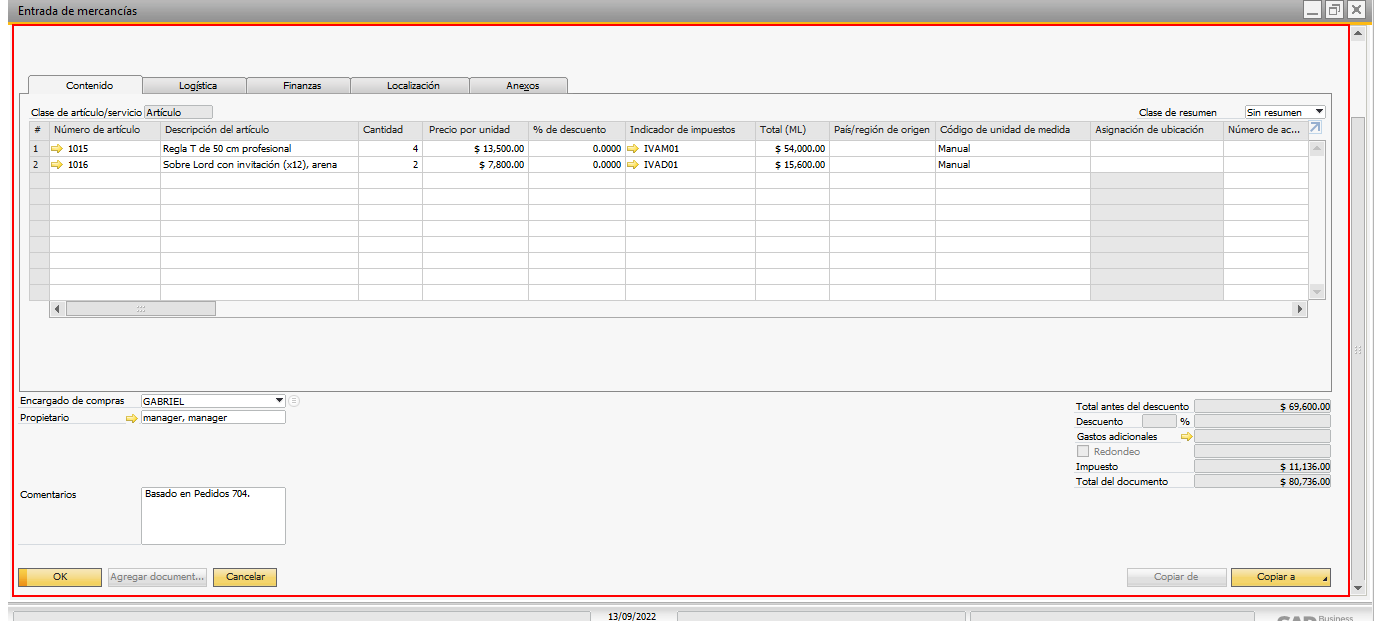 Entrada de mercancías
Contenido Logística Finanzas Localización Anexos
Clase de artículo/servicio Artículo Clase de resumen Sin resumen
# Número de artículo Descripción del artículo Cantidad Precio por unidad % de descuento Indicador de impuestos Total (ML) País/región de origen Código de unidad de medida Asignación de ubicación Número de ac...
1 1015 Regla T de 50 cm profesional 4 $ 13,500.00 0.0000 IVAM01 $ 54,000.00 Manual
2 1016 Sobre Lord con invitación (x12), arena 2 $ 7,800.00 0.0000 IVAD01 $ 15,600.00 Manual
Encargado de compras GABRIEL
Propietario manager, manager
Total antes del descuento $ 69,600.00
Descuento %
Gastos adicionales
Redondeo
Impuesto $ 11,136.00
Total del documento $ 80,736.00
Comentarios Basado en Pedidos 704.
OK Agregar document... Cancelar Copiar de Copiar a
13/09/2022
SAP Business